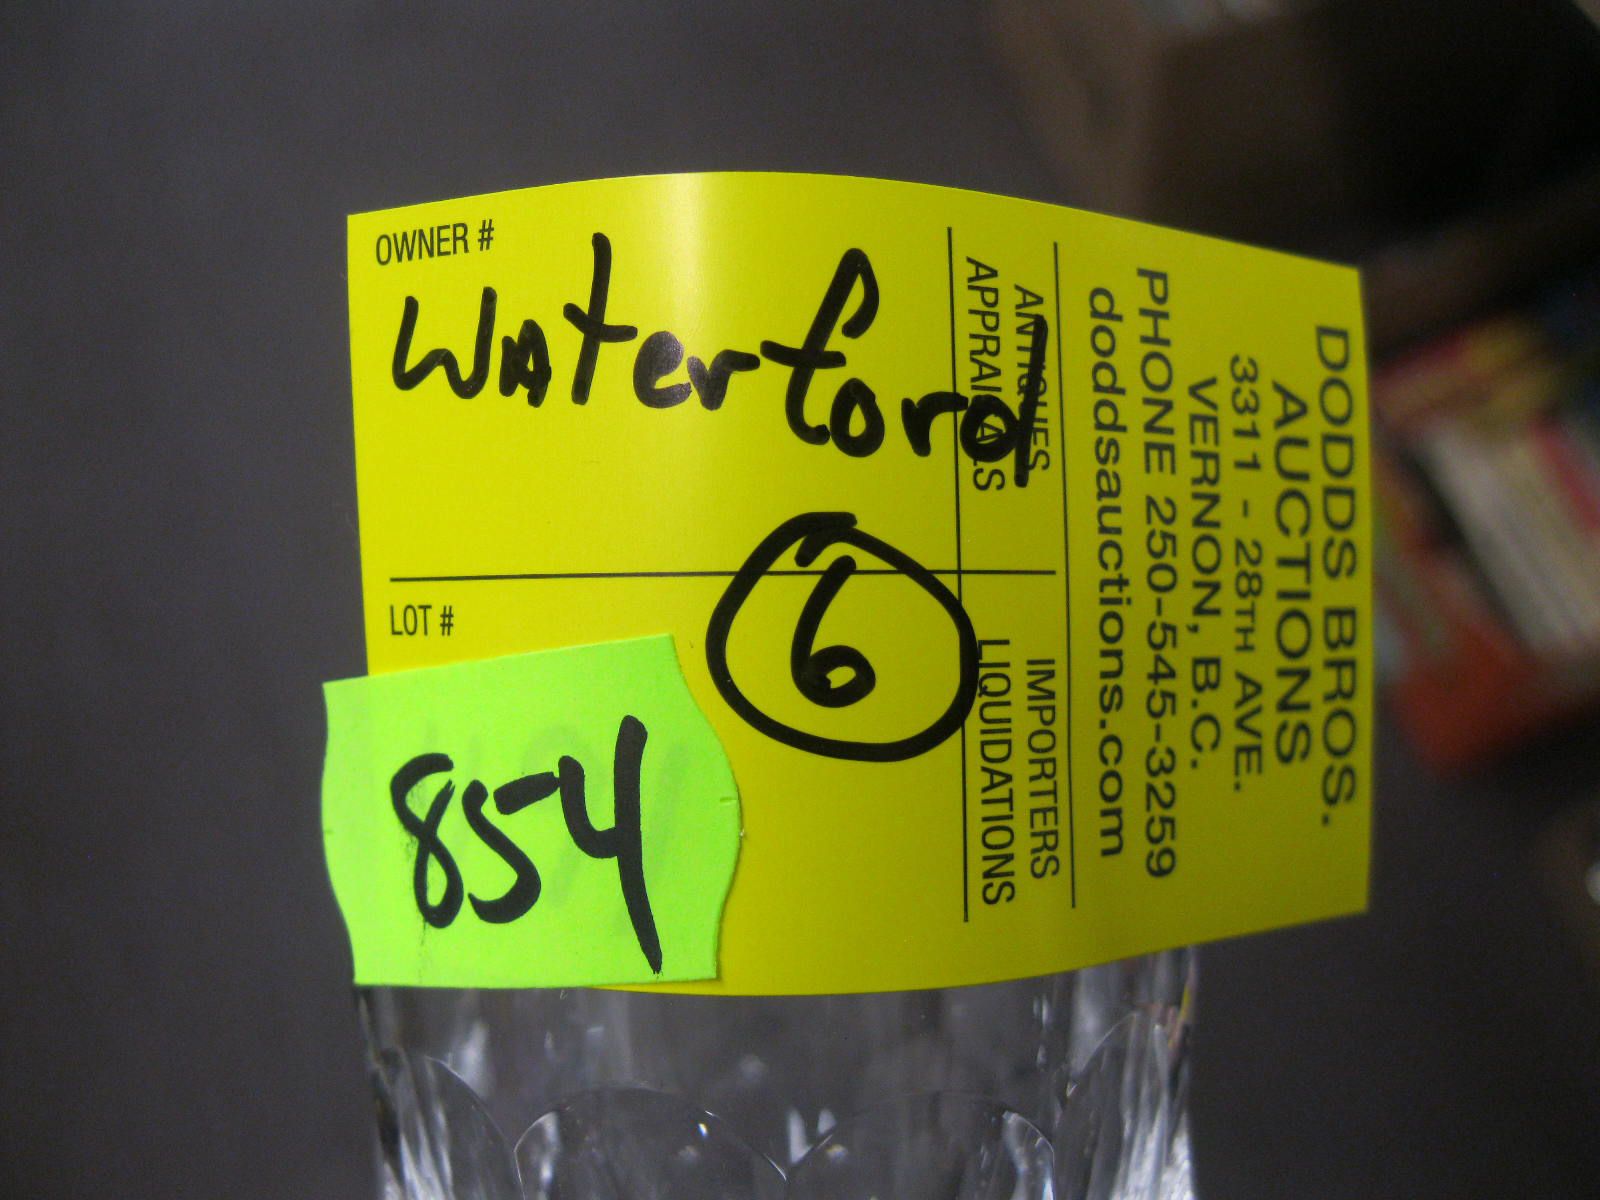 OWNER #
Waterford
6
LOT #
854
ANTIQUES
APPRAISALS
IMPORTERS
LIQUIDATIONS
DODDS BROS.
AUCTIONS
3311 - 28TH AVE.
VERNON, B.C.
PHONE 250-545-3259
doddsauctions.com